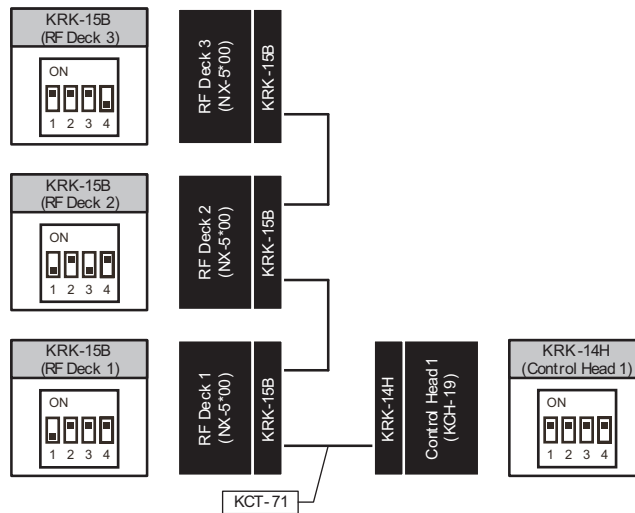 KRK-15B
(RF Deck 3)
ON
1 2 3 4
RF Deck 3
(NX-5*00)
KRK-15B
KRK-15B
(RF Deck 2)
ON
1 2 3 4
RF Deck 2
(NX-5*00)
KRK-15B
KRK-15B
(RF Deck 1)
ON
1 2 3 4
RF Deck 1
(NX-5*00)
KRK-15B
KRK-14H
Control Head 1
(KCH-19)
KRK-14H
(Control Head 1)
ON
1 2 3 4
KCT-71